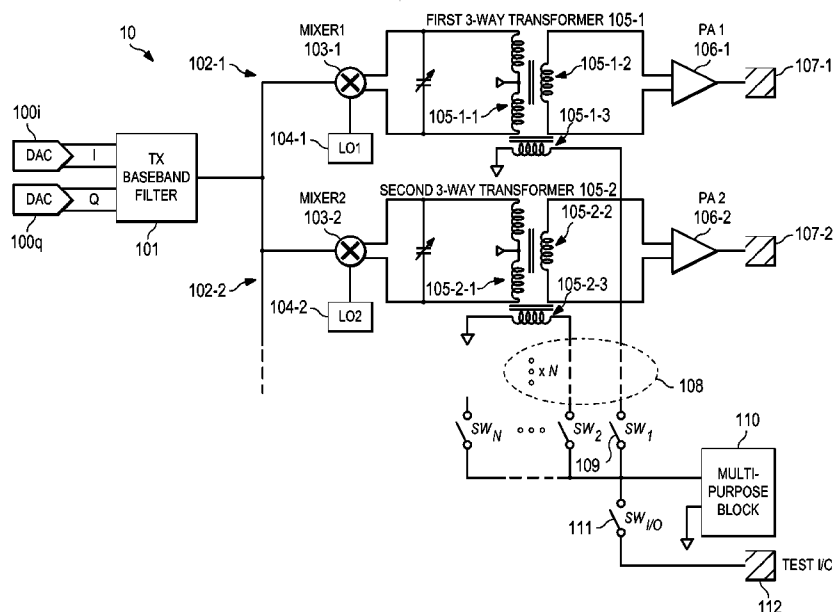 FIRST 3-WAY TRANSFORMER 105-1
MIXER1
103-1
PA 1
106-1
107-1
10
102-1
105-1-2
105-1-1
105-1-3
100i
DAC
I
TX
BASEBAND
FILTER
104-1
LO1
DAC
Q
100q
101
SECOND 3-WAY TRANSFORMER 105-2
MIXER2
103-2
PA 2
106-2
107-2
105-2-2
102-2
105-2-1
105-2-3
104-2
LO2
x N
108
SWN
SW2
SW1
109
110
MULTI-
PURPOSE
BLOCK
111
SWI/O
TEST I/O
112